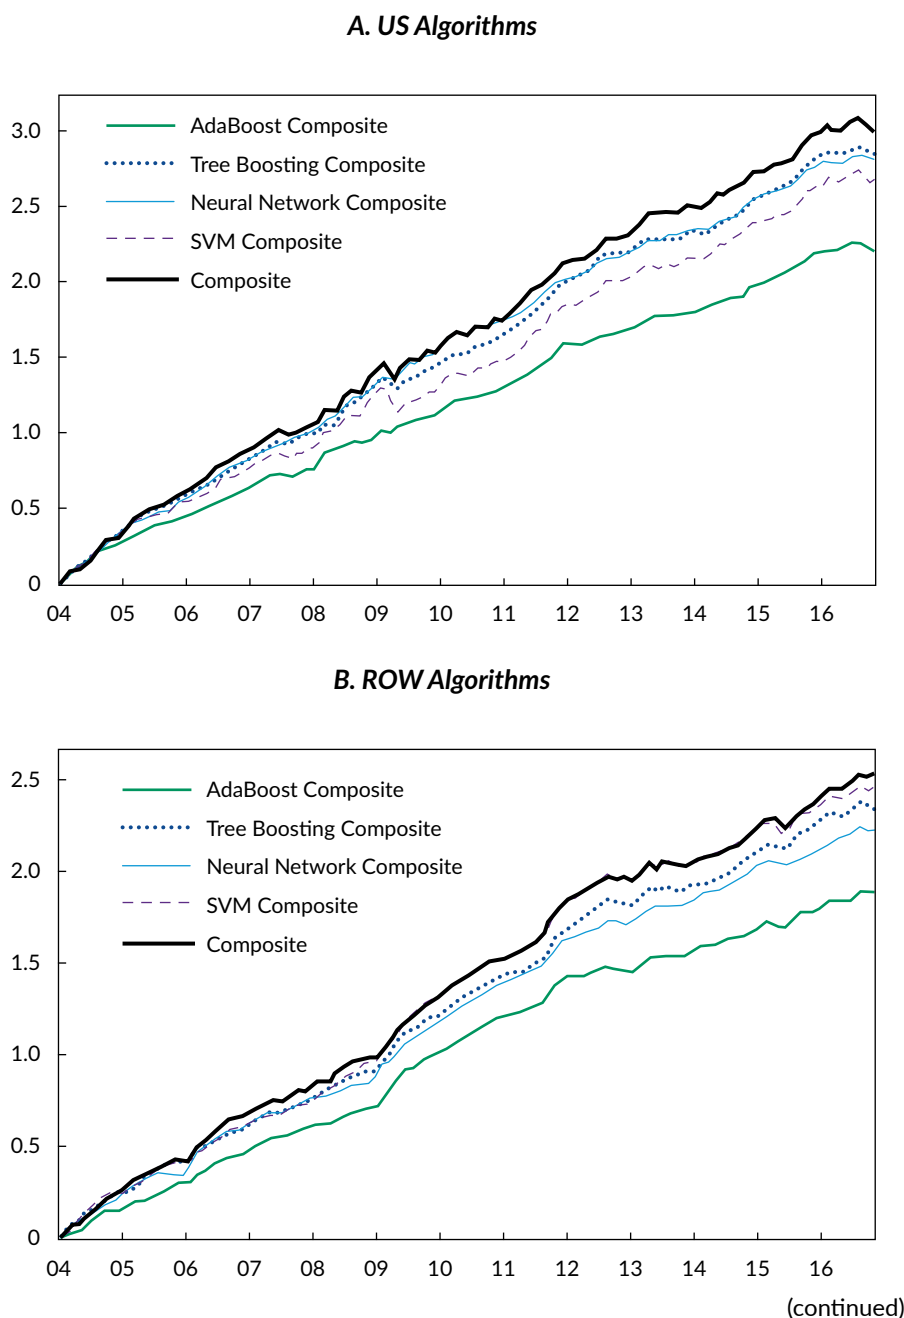 A. US Algorithms
3.0
2.5
2.0
1.5
1.0
0.5
0
AdaBoost Composite
Tree Boosting Composite
Neural Network Composite
SVM Composite
Composite
04 05 06 07 08 09 10 11 12 13 14 15 16
B. ROW Algorithms
2.5
2.0
1.5
1.0
0.5
0
AdaBoost Composite
Tree Boosting Composite
Neural Network Composite
SVM Composite
Composite
04 05 06 07 08 09 10 11 12 13 14 15 16
(continued)